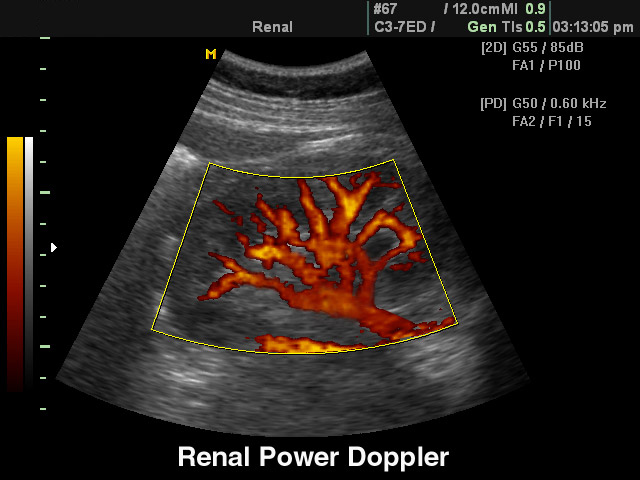 #67 / 12.0cm MI 0.9
Renal C3-7ED / Gen TIs 0.5 03:13:05 pm
M
[2D] G55 / 85dB
FA1 / P100
[PD] G50 / 0.60 kHz
FA2 / F1 / 15
Renal Power Doppler